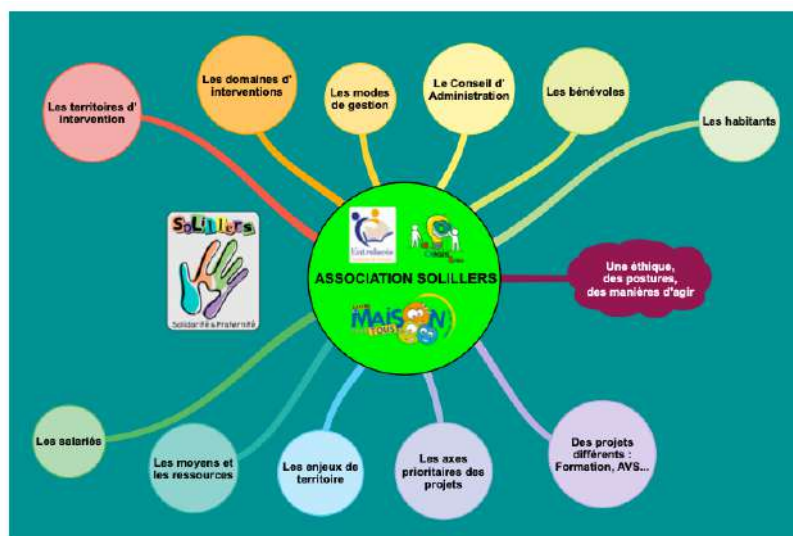 Les territoires d'
intervention
Les domaines d'
interventions
Les modes
de gestion
Le Conseil d'
Administration
Les bénévoles
Les habitants
SoLillers
Solidarité & Fraternité
Entrelacés
ASSOCIATION SOLILLERS
MAISON
TOUS
Une éthique,
des postures,
des manières d'agir
Les salariés
Les moyens et
les ressources
Les enjeux de
territoire
Les axes
prioritaires des
projets
Des projets
différents :
Formation, AVS...